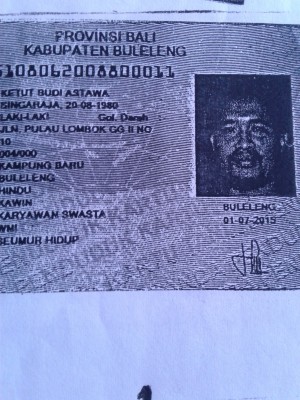 PROVINSI BALI
KABUPATEN BULELENG
5108062008800011
KETUT BUDI ASTAWA
SINGARAJA, 20-08-1980
LAKI-LAKI Gol. Darah
JLN. PULAU LOMBOK GG II NO
10
004/000
KAMPUNG BARU
BULELENG
HINDU
KAWIN
KARYAWAN SWASTA
WNI
SEUMUR HIDUP
BULELENG
01-07-2015
1